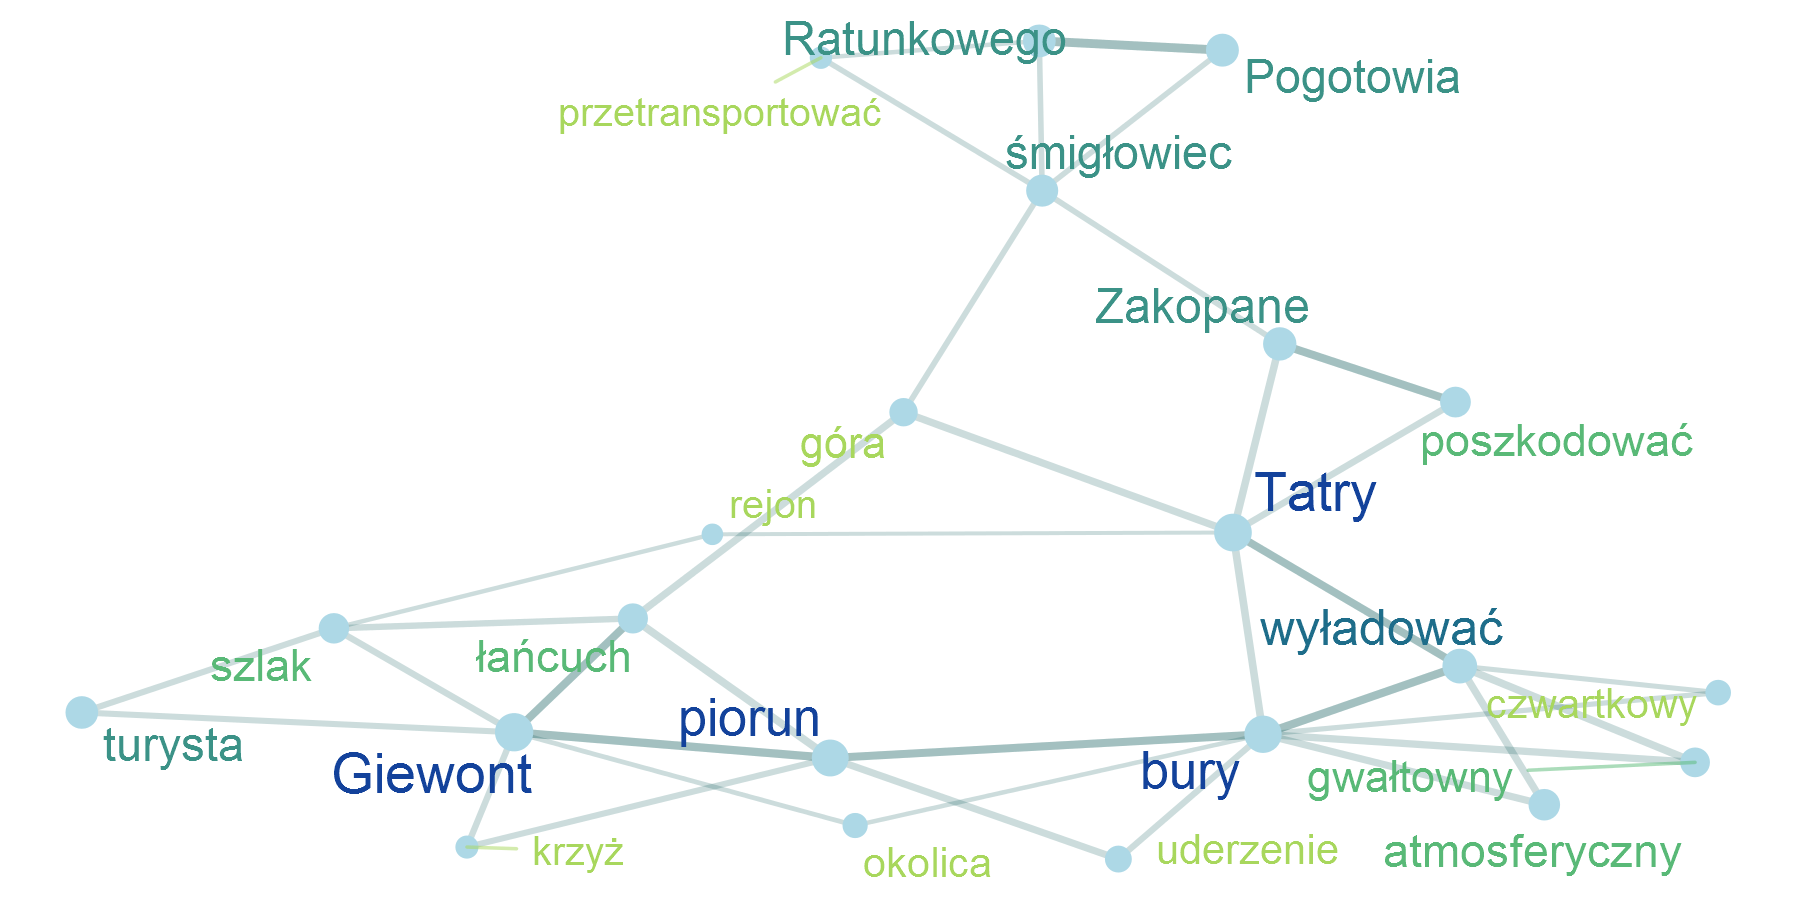 Ratunkowego
Pogotowia
przetransportować
śmigłowiec
Zakopane
góra
poszkodować
Tatry
rejon
wyładować
szlak
łańcuch
czwartkowy
piorun
turysta
Giewont
bury
gwałtowny
krzyż
okolica
uderzenie
atmosferyczny